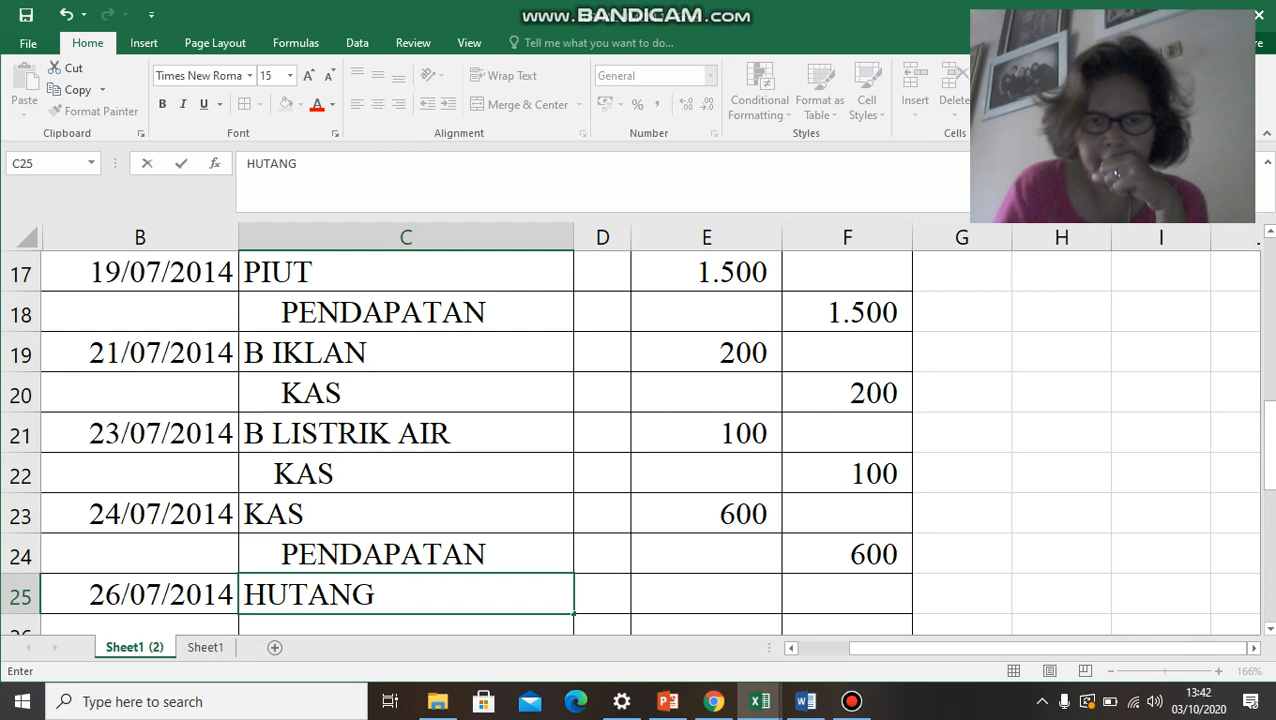 www.BANDICAM.com
File Home Insert Page Layout Formulas Data Review View Tell me what you want to do...
Cut
Copy
Format Painter
Paste
Clipboard
Times New Roma 15
B I U A
Font
Wrap Text
Merge & Center
Alignment
General
%
Number
Conditional Formatting
Format as Table
Cell Styles
Styles
Insert
Delete
Cells
C25 fx HUTANG
B C D E F G H I
17 19/07/2014 PIUT 1.500
18 PENDAPATAN 1.500
19 21/07/2014 B IKLAN 200
20 KAS 200
21 23/07/2014 B LISTRIK AIR 100
22 KAS 100
23 24/07/2014 KAS 600
24 PENDAPATAN 600
25 26/07/2014 HUTANG
Sheet1 (2) Sheet1
Enter 166%
Type here to search
13:42
03/10/2020